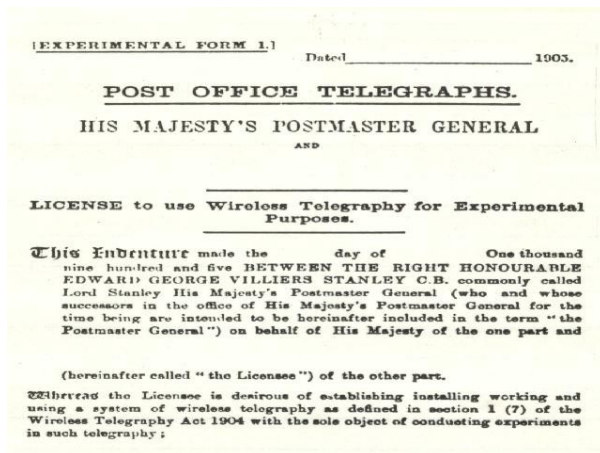 [EXPERIMENTAL FORM 1.]
Dated 1905.
POST OFFICE TELEGRAPHS.
HIS MAJESTY'S POSTMASTER GENERAL
AND
LICENSE to use Wireless Telegraphy for Experimental
Purposes.
This Indenture made the day of One thousand
nine hundred and five BETWEEN THE RIGHT HONOURABLE
EDWARD GEORGE VILLIERS STANLEY C.B. commonly called
Lord Stanley His Majesty's Postmaster General (who and whose
successors in the office of His Majesty's Postmaster General for the
time being are intended to be hereinafter included in the term "the
Postmaster General") on behalf of His Majesty of the one part and
(hereinafter called "the Licensee") of the other part.
Whereas the Licensee is desirous of establishing installing working and
using a system of wireless telegraphy as defined in section 1 (7) of the
Wireless Telegraphy Act 1904 with the sole object of conducting experiments
in such telegraphy;